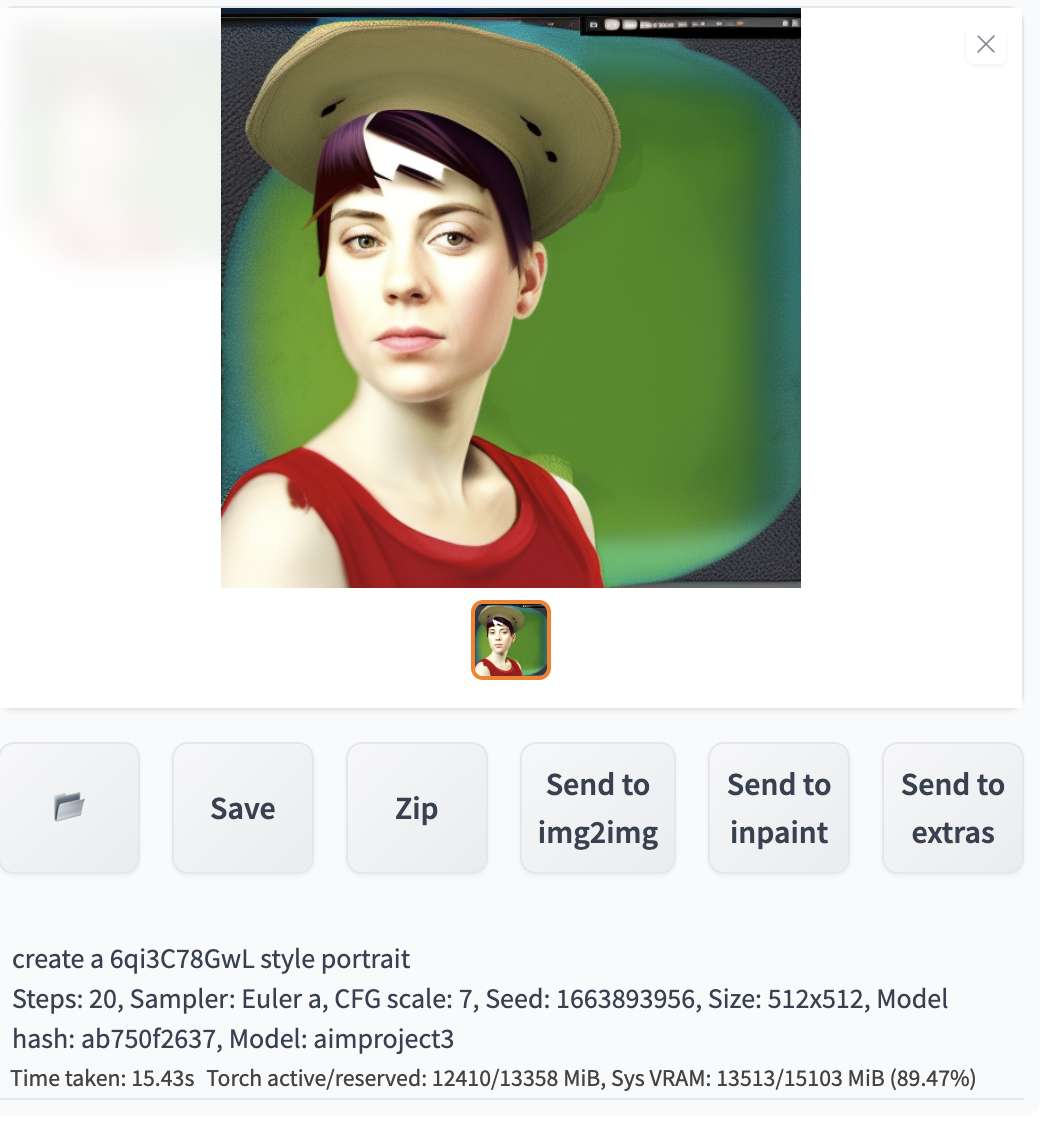 Save
Zip
Send to
img2img
Send to
inpaint
Send to
extras
create a 6qi3C78GwL style portrait
Steps: 20, Sampler: Euler a, CFG scale: 7, Seed: 1663893956, Size: 512x512, Model
hash: ab750f2637, Model: aimproject3
Time taken: 15.43s Torch active/reserved: 12410/13358 MiB, Sys VRAM: 13513/15103 MiB (89.47%)